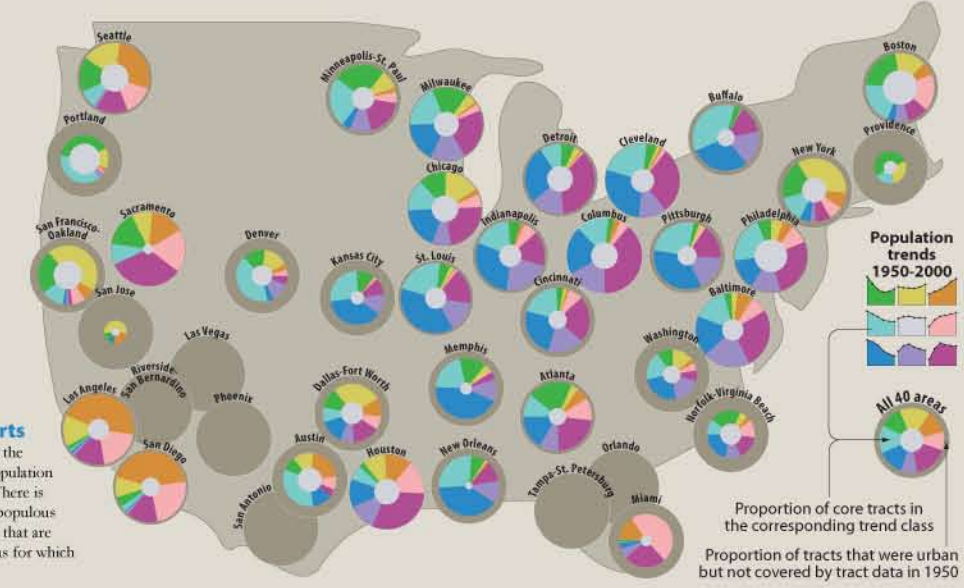 Seattle
Portland
San Francisco-
Oakland
Sacramento
San Jose
Las Vegas
Riverside-
San Bernardino
Los Angeles
Phoenix
San Diego
San Antonio
Denver
Minneapolis-St. Paul
Milwaukee
Chicago
Kansas City
St. Louis
Indianapolis
Detroit
Cleveland
Columbus
Cincinnati
Pittsburgh
Buffalo
New York
Boston
Providence
Philadelphia
Baltimore
Washington
Norfolk-Virginia Beach
Memphis
Atlanta
Dallas-Fort Worth
Austin
Houston
New Orleans
Orlando
Tampa-St. Petersburg
Miami
Population
trends
1950-2000
All 40 areas
Proportion of core tracts in
the corresponding trend class
Proportion of tracts that were urban
but not covered by tract data in 1950
rts
the
pulation
here is
populous
that are
s for which